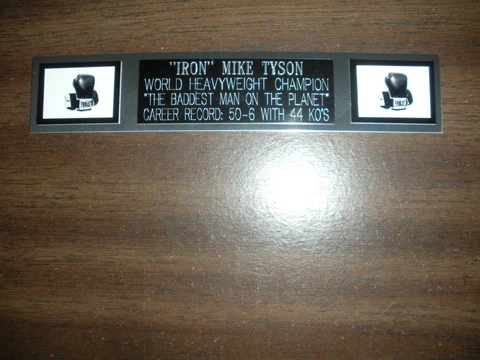 "IRON" MIKE TYSON
WORLD HEAVYWEIGHT CHAMPION
"THE BADDEST MAN ON THE PLANET"
CAREER RECORD: 50-6 WITH 44 KO'S